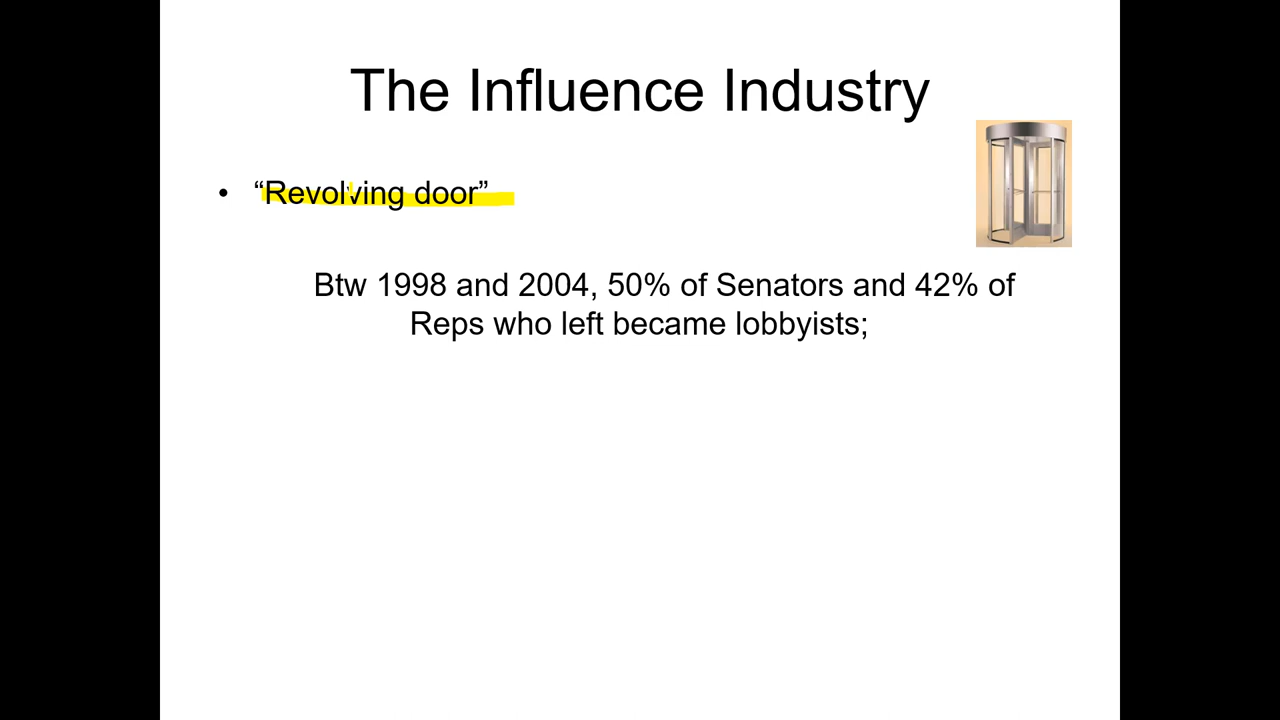 The Influence Industry
• “Revolving door”
Btw 1998 and 2004, 50% of Senators and 42% of
Reps who left became lobbyists;